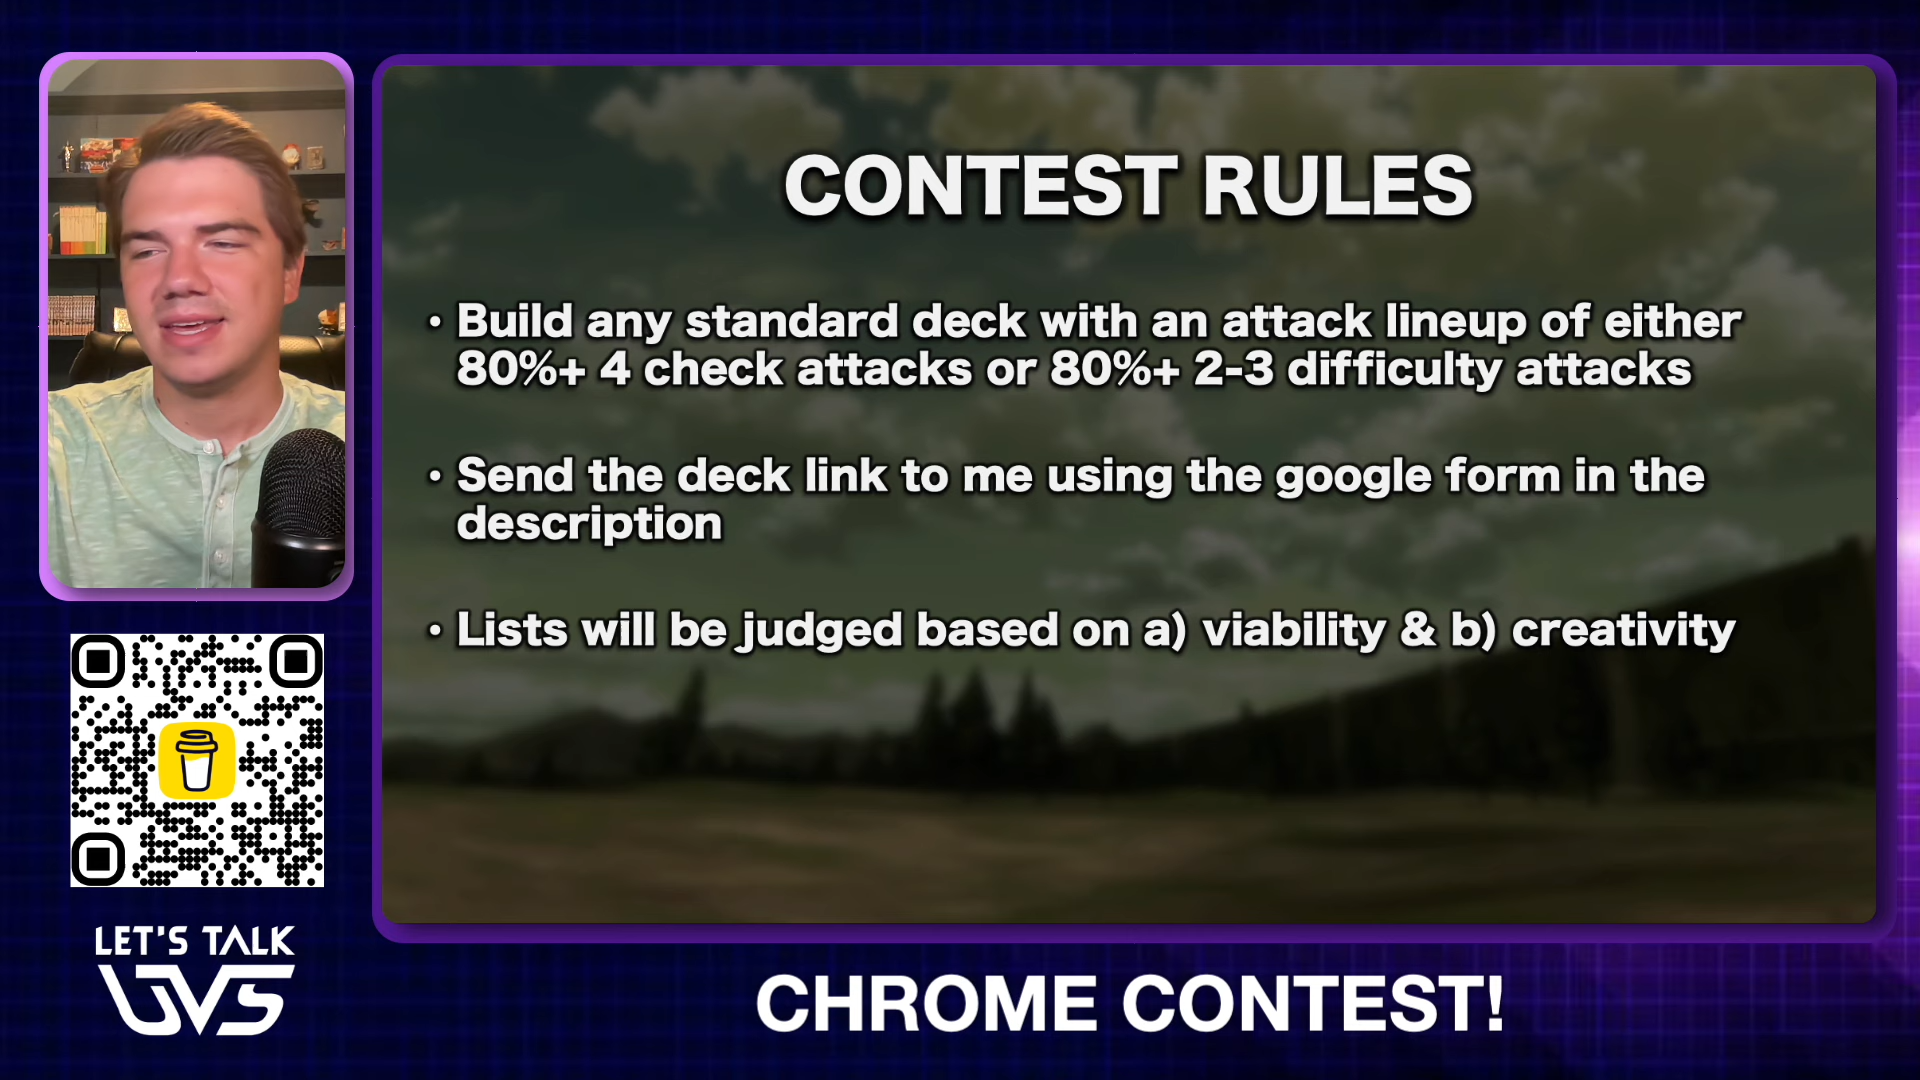 CONTEST RULES
• Build any standard deck with an attack lineup of either
80%+ 4 check attacks or 80%+ 2-3 difficulty attacks
• Send the deck link to me using the google form in the
description
• Lists will be judged based on a) viability & b) creativity
LET'S TALK
UVS
CHROME CONTEST!